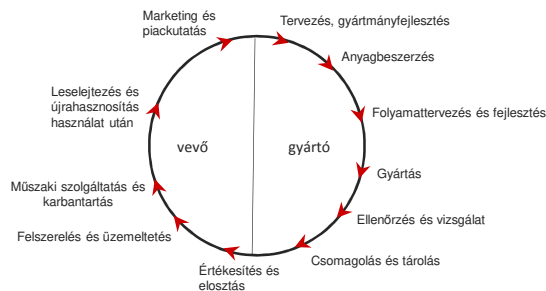 Marketing és
piackutatás
Tervezés, gyártmányfejlesztés
Anyagbeszerzés
Folyamattervezés és fejlesztés
Gyártás
Ellenőrzés és vizsgálat
Csomagolás és tárolás
Értékesítés és
elosztás
Felszerelés és üzemeltetés
Műszaki szolgáltatás és
karbantartás
Leselejtezés és
újrahasznosítás
használat után
vevő
gyártó